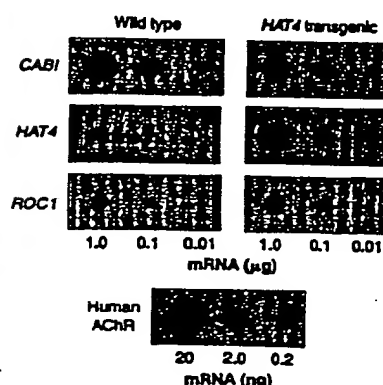 Wild type HAT4 transgenic
CAB1
HAT4
ROC1
1.0 0.1 0.01 1.0 0.1 0.01
mRNA (µg)
Human
AChR
20 2.0 0.2
mRNA (ng)